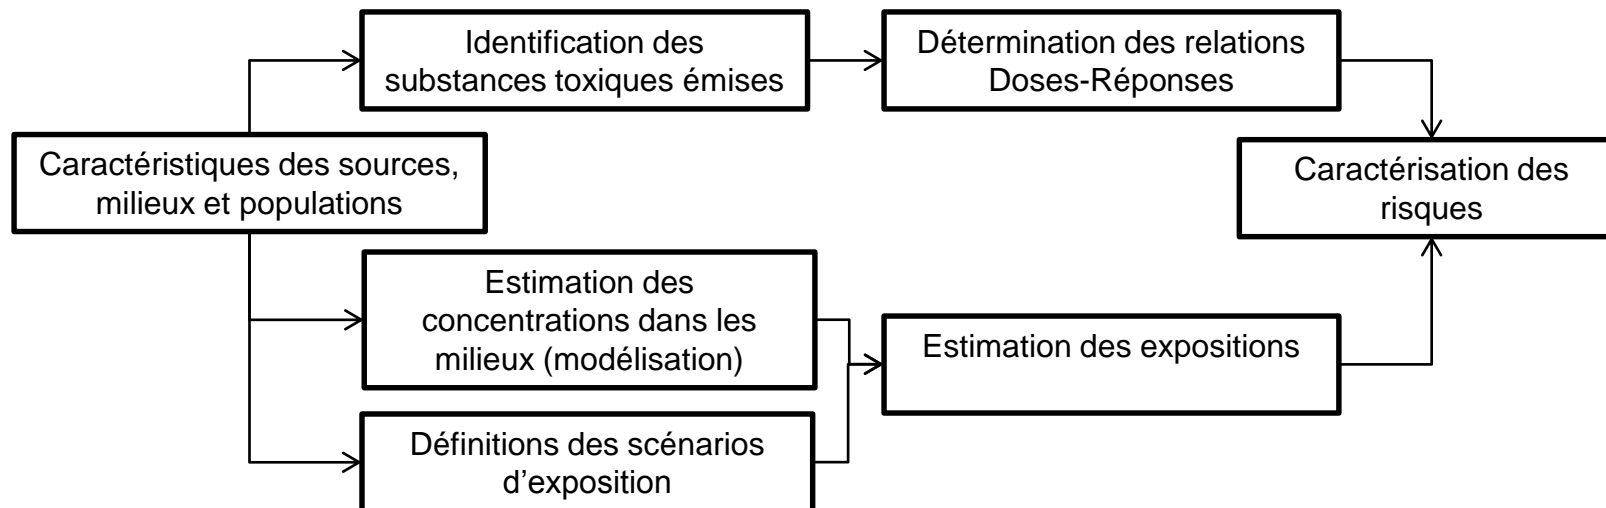 Identification des
substances toxiques émises
Détermination des relations
Doses-Réponses
Caractéristiques des sources,
milieux et populations
Caractérisation des
risques
Estimation des
concentrations dans les
milieux (modélisation)
Estimation des expositions
Définitions des scénarios
d’exposition